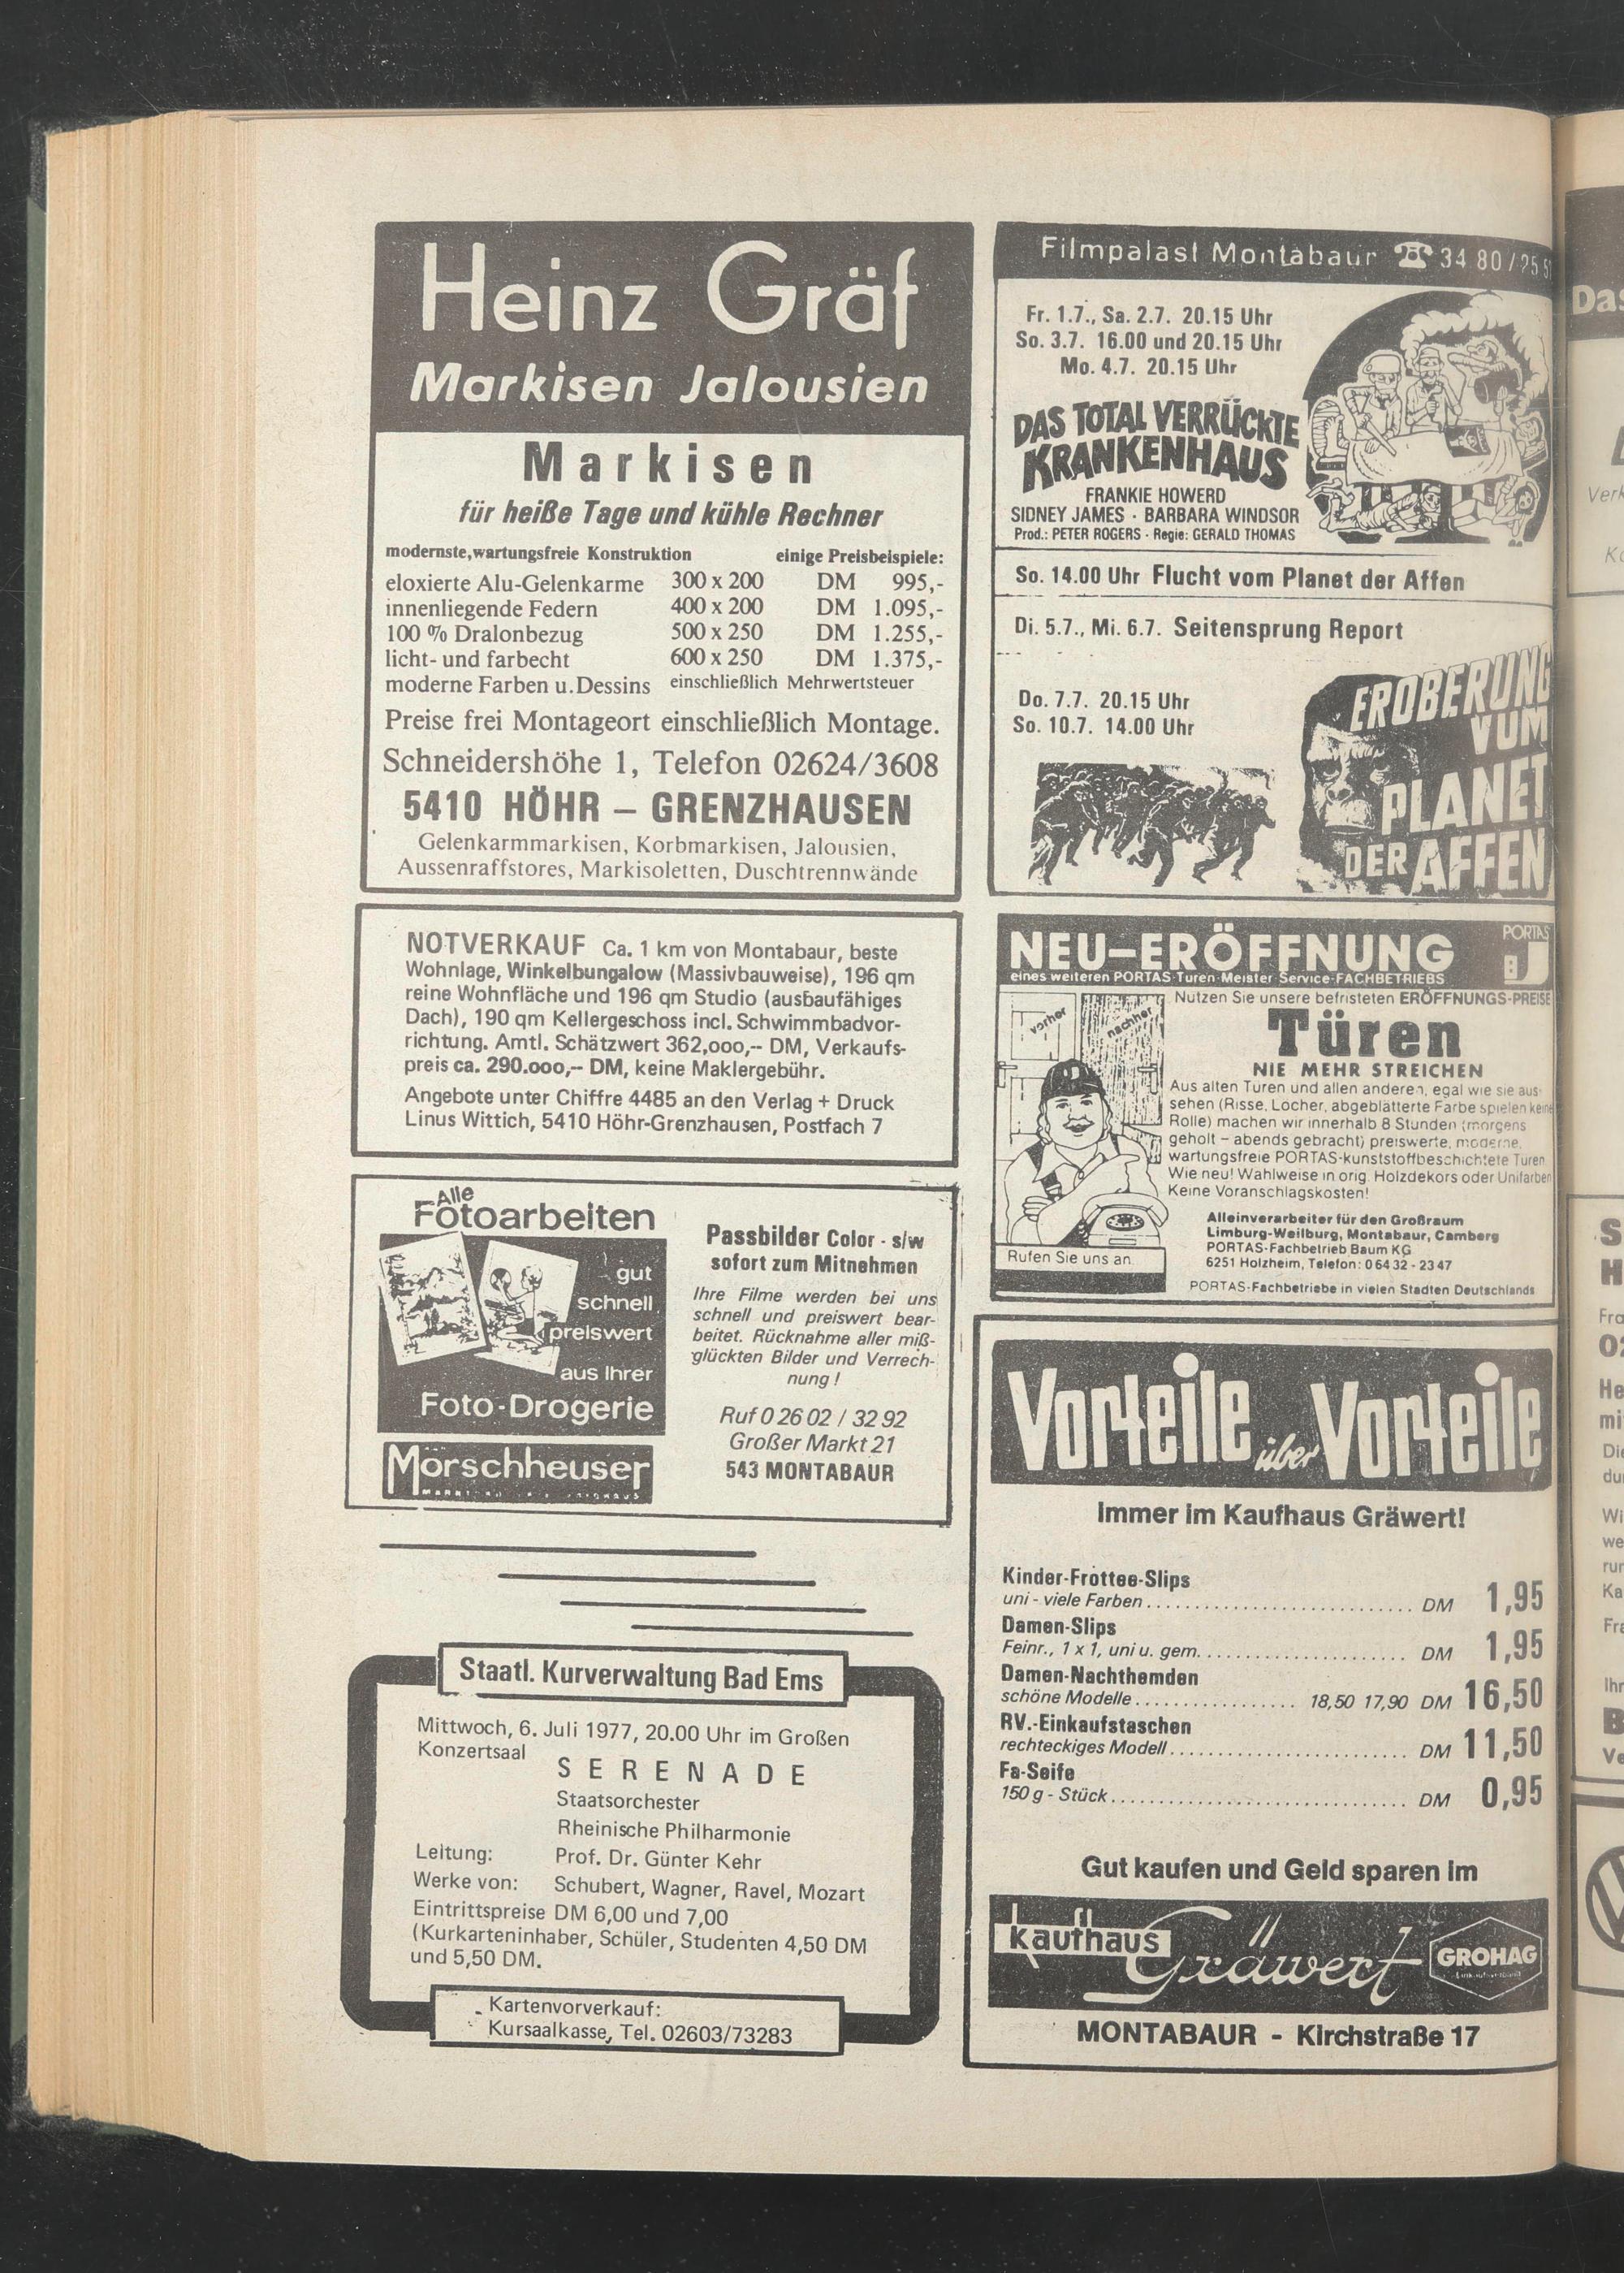 Heinz Gräf
Markisen Jalousien
Markisen
für heiße Tage und kühle Rechner
modernste,wartungsfreie Konstruktion einige Preisbeispiele:
eloxierte Alu-Gelenkarme 300 x 200 DM 995,-
innenliegende Federn 400 x 200 DM 1.095,-
100 % Dralonbezug 500 x 250 DM 1.255,-
licht- und farbecht 600 x 250 DM 1.375,-
moderne Farben u.Dessins einschließlich Mehrwertsteuer
Preise frei Montageort einschließlich Montage.
Schneidershöhe 1, Telefon 02624/3608
5410 HÖHR – GRENZHAUSEN
Gelenkarmmarkisen, Korbmarkisen, Jalousien,
Aussenraffstores, Markisoletten, Duschtrennwände
NOTVERKAUF Ca. 1 km von Montabaur, beste
Wohnlage, Winkelbungalow (Massivbauweise), 196 qm
reine Wohnfläche und 196 qm Studio (ausbaufähiges
Dach), 190 qm Kellergeschoss incl. Schwimmbadvor-
richtung. Amtl. Schätzwert 362,ooo,-- DM, Verkaufs-
preis ca. 290.ooo,-- DM, keine Maklergebühr.
Angebote unter Chiffre 4485 an den Verlag + Druck
Linus Wittich, 5410 Höhr-Grenzhausen, Postfach 7
Alle
Fotoarbeiten
gut
schnell
preiswert
aus Ihrer
Foto-Drogerie
Mörschheuser
Passbilder Color - s/w
sofort zum Mitnehmen
Ihre Filme werden bei uns
schnell und preiswert bear-
beitet. Rücknahme aller miß-
glückten Bilder und Verrech-
nung !
Ruf 0 26 02 / 32 92
Großer Markt 21
543 MONTABAUR
Staatl. Kurverwaltung Bad Ems
Mittwoch, 6. Juli 1977, 20.00 Uhr im Großen
Konzertsaal
SERENADE
Staatsorchester
Rheinische Philharmonie
Leitung: Prof. Dr. Günter Kehr
Werke von: Schubert, Wagner, Ravel, Mozart
Eintrittspreise DM 6,00 und 7,00
(Kurkarteninhaber, Schüler, Studenten 4,50 DM
und 5,50 DM.
Kartenvorverkauf:
Kursaalkasse, Tel. 02603/73283
Filmpalast Montabaur ☎ 34 80 / 25 5
Fr. 1.7., Sa. 2.7. 20.15 Uhr
So. 3.7. 16.00 und 20.15 Uhr
Mo. 4.7. 20.15 Uhr
DAS TOTAL VERRÜCKTE
KRANKENHAUS
FRANKIE HOWERD
SIDNEY JAMES · BARBARA WINDSOR
Prod.: PETER ROGERS · Regie: GERALD THOMAS
So. 14.00 Uhr Flucht vom Planet der Affen
Di. 5.7., Mi. 6.7. Seitensprung Report
Do. 7.7. 20.15 Uhr
So. 10.7. 14.00 Uhr
EROBERUNG
VOM
PLANET
DER AFFEN
NEU–ERÖFFNUNG
PORTAS
eines weiteren PORTAS-Türen-Meister-Service-FACHBETRIEBS
Nutzen Sie unsere befristeten ERÖFFNUNGS-PREISE
vorher
nachher
Türen
NIE MEHR STREICHEN
Aus alten Türen und allen anderen, egal wie sie aus-
sehen (Risse, Löcher, abgeblätterte Farbe spielen keine
Rolle) machen wir innerhalb 8 Stunden (morgens
geholt – abends gebracht) preiswerte, moderne,
wartungsfreie PORTAS-kunststoffbeschichtete Türen.
Wie neu! Wahlweise in orig. Holzdekors oder Unifarben
Keine Voranschlagskosten!
Alleinverarbeiter für den Großraum
Limburg-Weilburg, Montabaur, Camberg
PORTAS-Fachbetrieb Baum KG
6251 Holzheim, Telefon: 0 64 32 - 23 47
Rufen Sie uns an
PORTAS-Fachbetriebe in vielen Städten Deutschlands
Vorteile über Vorteile
Immer im Kaufhaus Gräwert!
Kinder-Frottee-Slips
uni - viele Farben ........ DM 1,95
Damen-Slips
Feinr., 1 x 1, uni u. gem. ........ DM 1,95
Damen-Nachthemden
schöne Modelle ........ 18,50 17,90 DM 16,50
RV.-Einkaufstaschen
rechteckiges Modell ........ DM 11,50
Fa-Seife
150 g - Stück ........ DM 0,95
Gut kaufen und Geld sparen im
kaufhaus Gräwert
GROHAG
MONTABAUR - Kirchstraße 17
Das